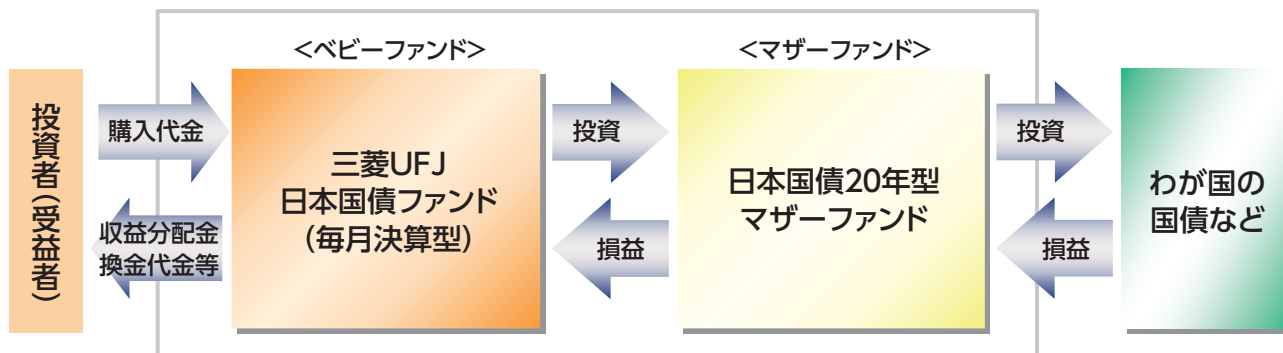 <ベビーファンド>
<マザーファンド>
投資者(受益者)
購入代金
収益分配金
換金代金等
三菱UFJ
日本国債ファンド
(毎月決算型)
投資
損益
日本国債20年型
マザーファンド
投資
損益
わが国の
国債など